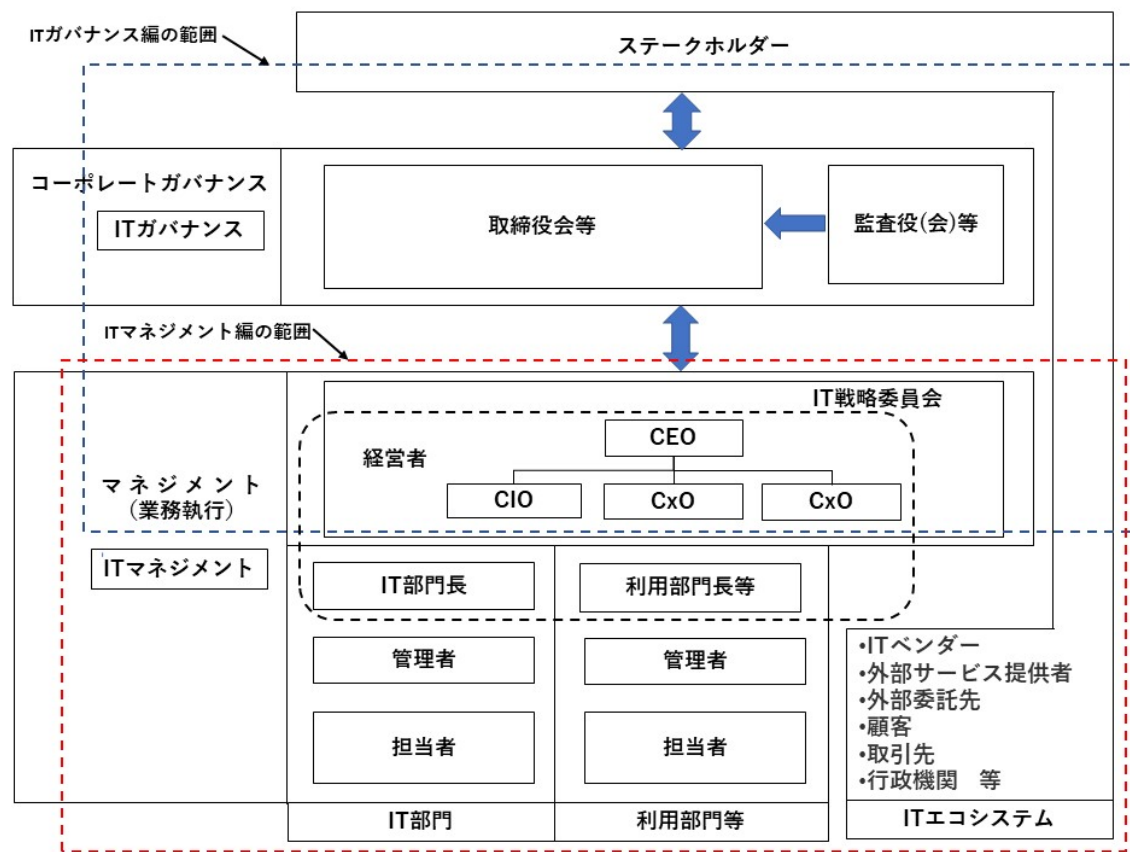 ITガバナンス編の範囲
ステークホルダー
コーポレートガバナンス
ITガバナンス
取締役会等
監査役(会)等
ITマネジメント編の範囲
IT戦略委員会
CEO
経営者
CIO
CxO
CxO
マネジメント
(業務執行)
ITマネジメント
IT部門長
利用部門長等
管理者
管理者
担当者
担当者
IT部門
利用部門等
•ITベンダー
•外部サービス提供者
•外部委託先
•顧客
•取引先
•行政機関　等
ITエコシステム